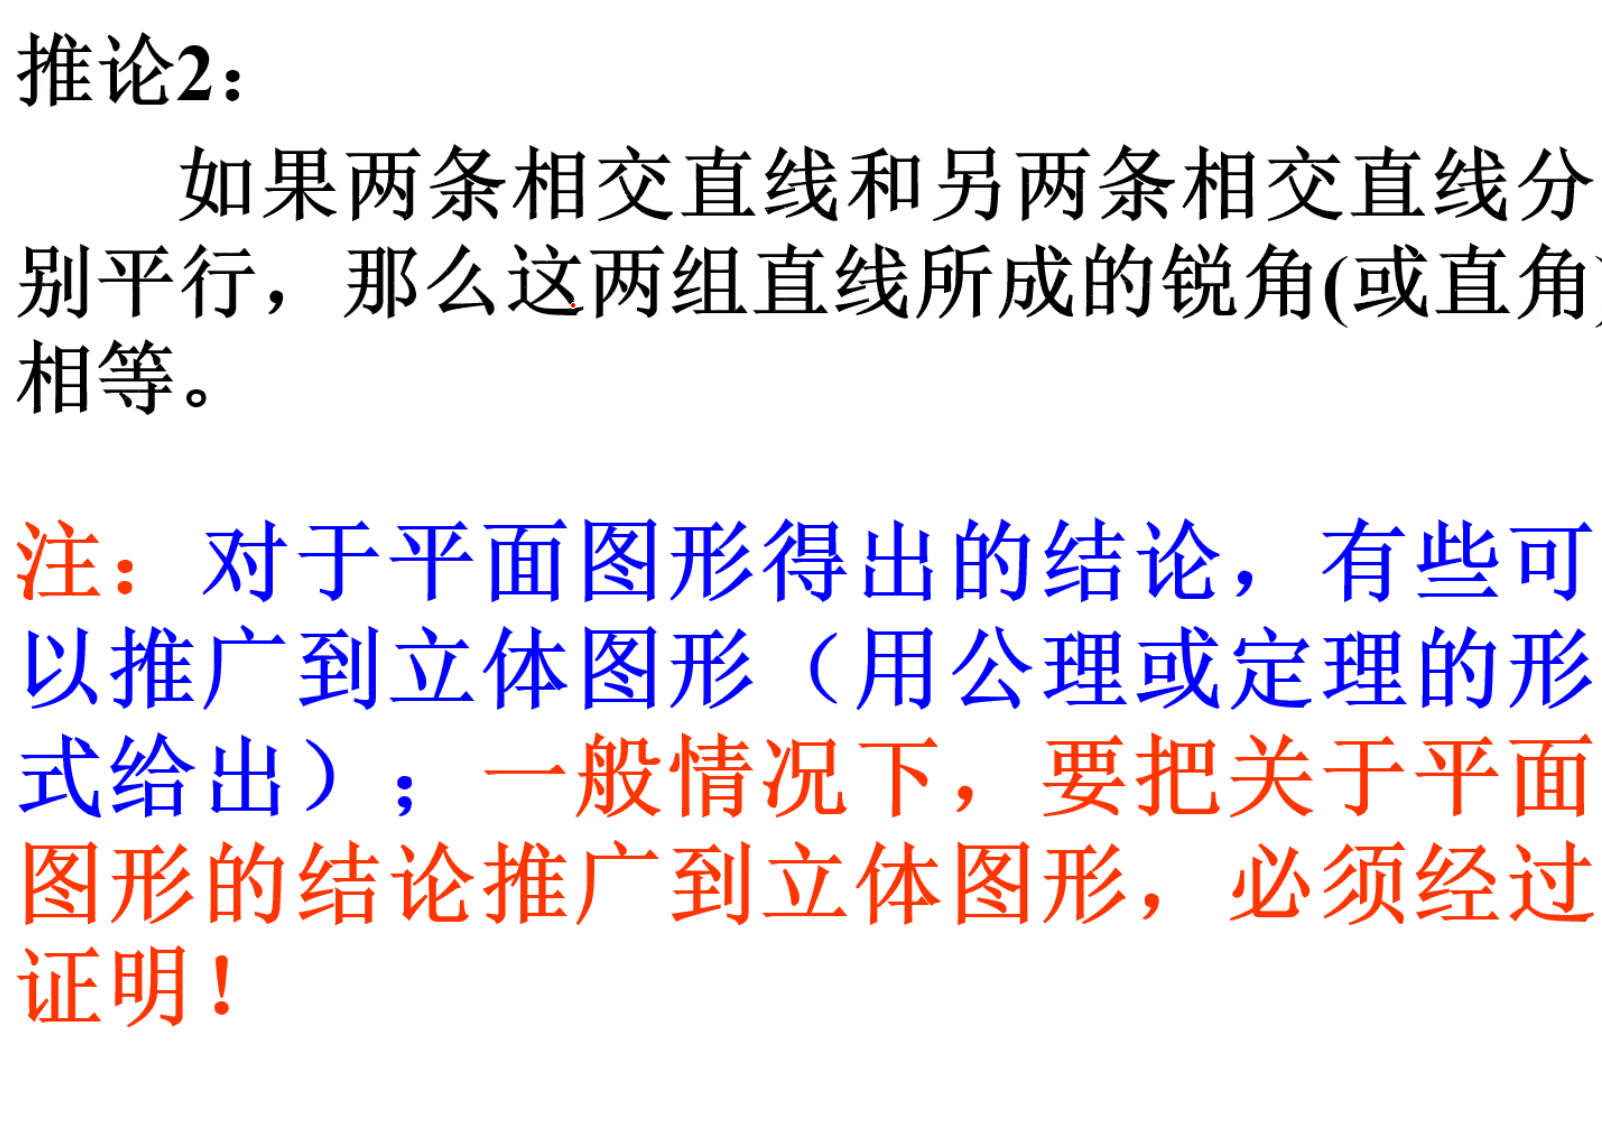 推论2：
如果两条相交直线和另两条相交直线分
别平行，那么这两组直线所成的锐角(或直角)
相等。
注：对于平面图形得出的结论，有些可
以推广到立体图形（用公理或定理的形
式给出）；一般情况下，要把关于平面
图形的结论推广到立体图形，必须经过
证明！